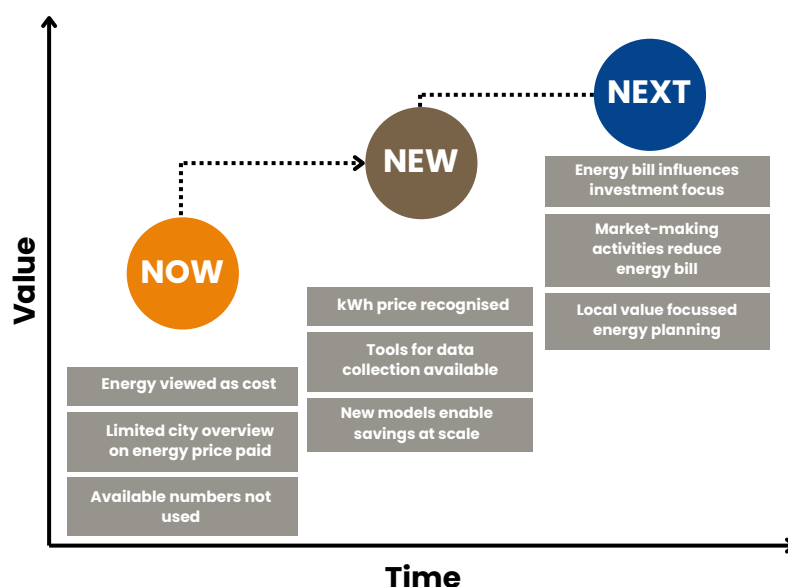 NEXT
NEW
NOW
Energy bill influences
investment focus
Market-making
activities reduce
energy bill
Local value focussed
energy planning
kWh price recognised
Tools for data
collection available
New models enable
savings at scale
Energy viewed as cost
Limited city overview
on energy price paid
Available numbers not
used
Value
Time